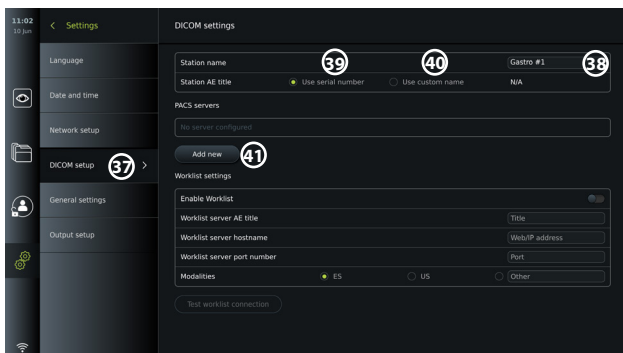 11:02
10 Jun
Settings
DICOM settings
Language
Date and time
Network setup
DICOM setup 37
General settings
Output setup
Station name 39 40 Gastro #1 38
Station AE title Use serial number Use custom name N/A
PACS servers
No server configured
Add new 41
Worklist settings
Enable Worklist
Worklist server AE title Title
Worklist server hostname Web/IP address
Worklist server port number Port
Modalities ES US Other
Test worklist connection